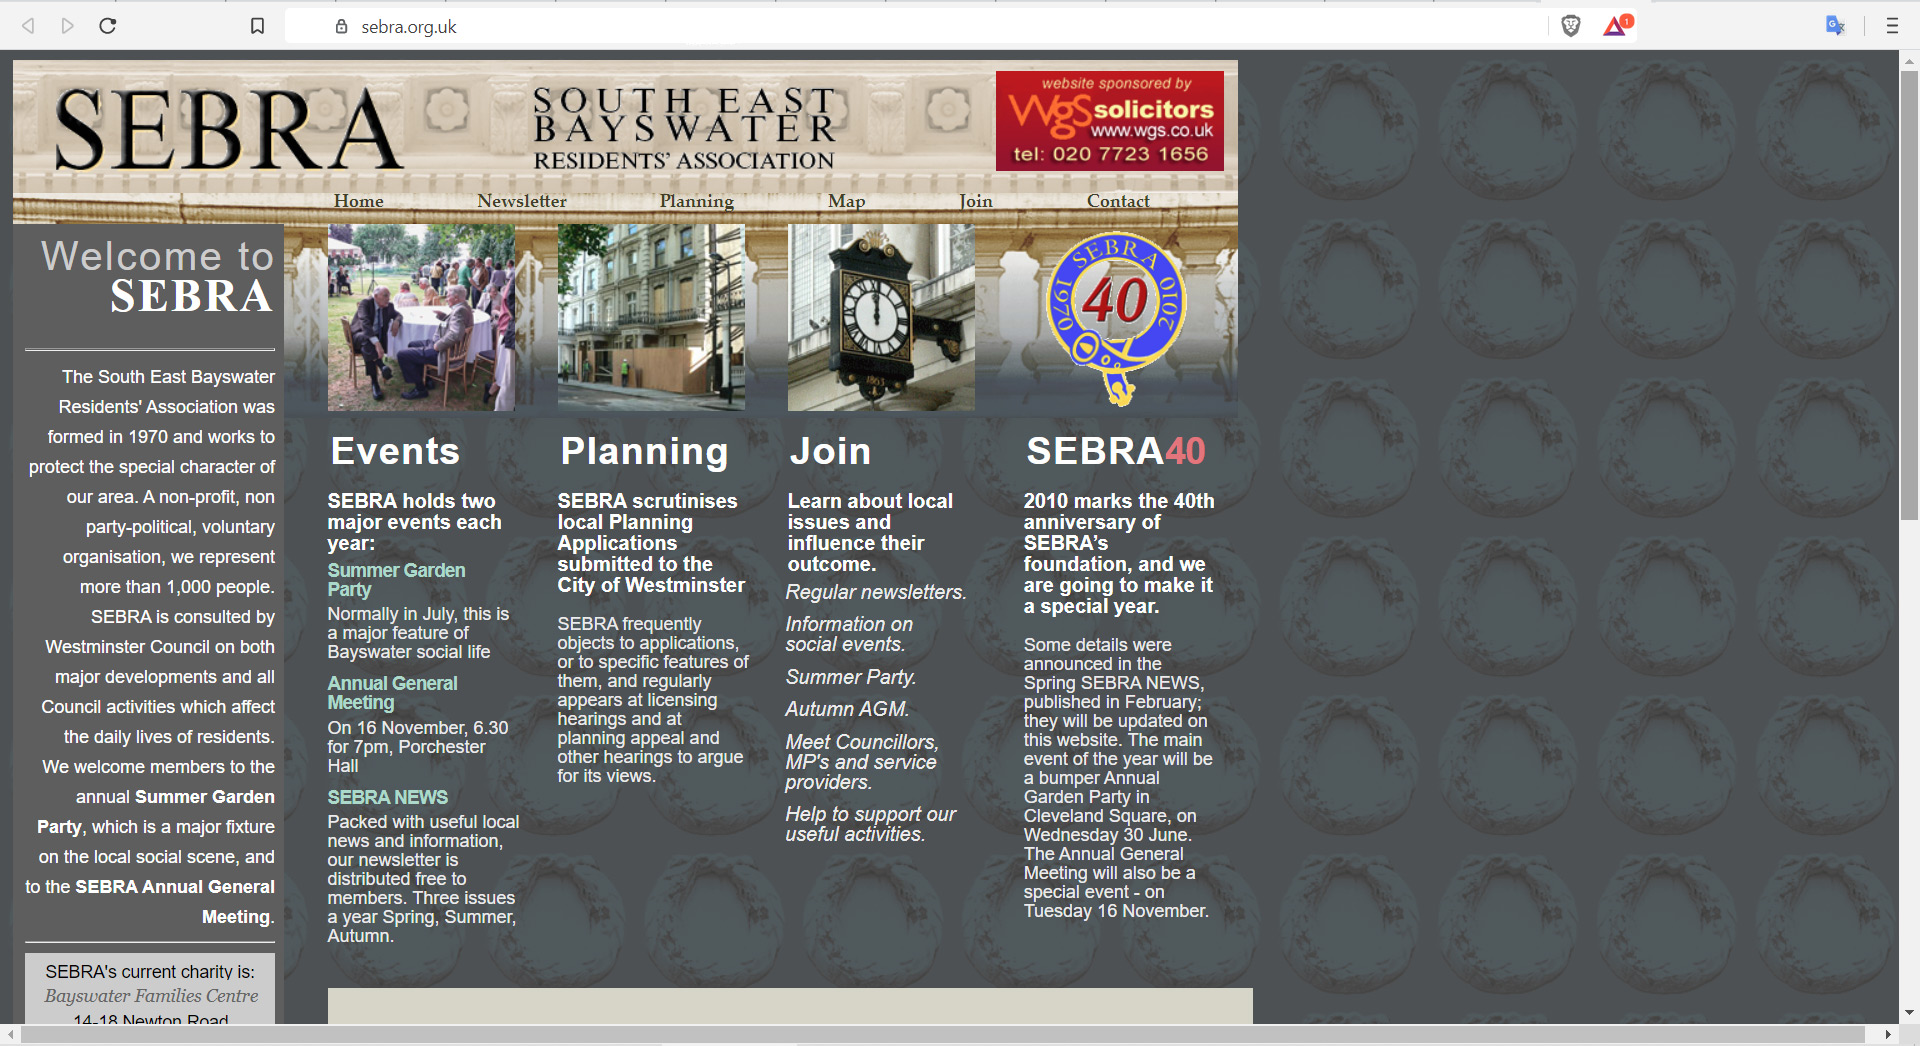 sebra.org.uk
1
SEBRA
SOUTH EAST
BAYSWATER
RESIDENTS' ASSOCIATION
website sponsored by
WgS solicitors
www.wgs.co.uk
tel: 020 7723 1656
Home Newsletter Planning Map Join Contact
Welcome to
SEBRA
The South East Bayswater
Residents' Association was
formed in 1970 and works to
protect the special character of
our area. A non-profit, non
party-political, voluntary
organisation, we represent
more than 1,000 people.
SEBRA is consulted by
Westminster Council on both
major developments and all
Council activities which affect
the daily lives of residents.
We welcome members to the
annual Summer Garden
Party, which is a major fixture
on the local social scene, and
to the SEBRA Annual General
Meeting.
SEBRA's current charity is:
Bayswater Families Centre
14-18 Newton Road
Events
SEBRA holds two
major events each
year:
Summer Garden
Party
Normally in July, this is
a major feature of
Bayswater social life
Annual General
Meeting
On 16 November, 6.30
for 7pm, Porchester
Hall
SEBRA NEWS
Packed with useful local
news and information,
our newsletter is
distributed free to
members. Three issues
a year Spring, Summer,
Autumn.
Planning
SEBRA scrutinises
local Planning
Applications
submitted to the
City of Westminster
SEBRA frequently
objects to applications,
or to specific features of
them, and regularly
appears at licensing
hearings and at
planning appeal and
other hearings to argue
for its views.
1863
Join
Learn about local
issues and
influence their
outcome.
Regular newsletters.
Information on
social events.
Summer Party.
Autumn AGM.
Meet Councillors,
MP's and service
providers.
Help to support our
useful activities.
1970 SEBRA 2010
40
SEBRA40
2010 marks the 40th
anniversary of
SEBRA’s
foundation, and we
are going to make it
a special year.
Some details were
announced in the
Spring SEBRA NEWS,
published in February;
they will be updated on
this website. The main
event of the year will be
a bumper Annual
Garden Party in
Cleveland Square, on
Wednesday 30 June.
The Annual General
Meeting will also be a
special event - on
Tuesday 16 November.